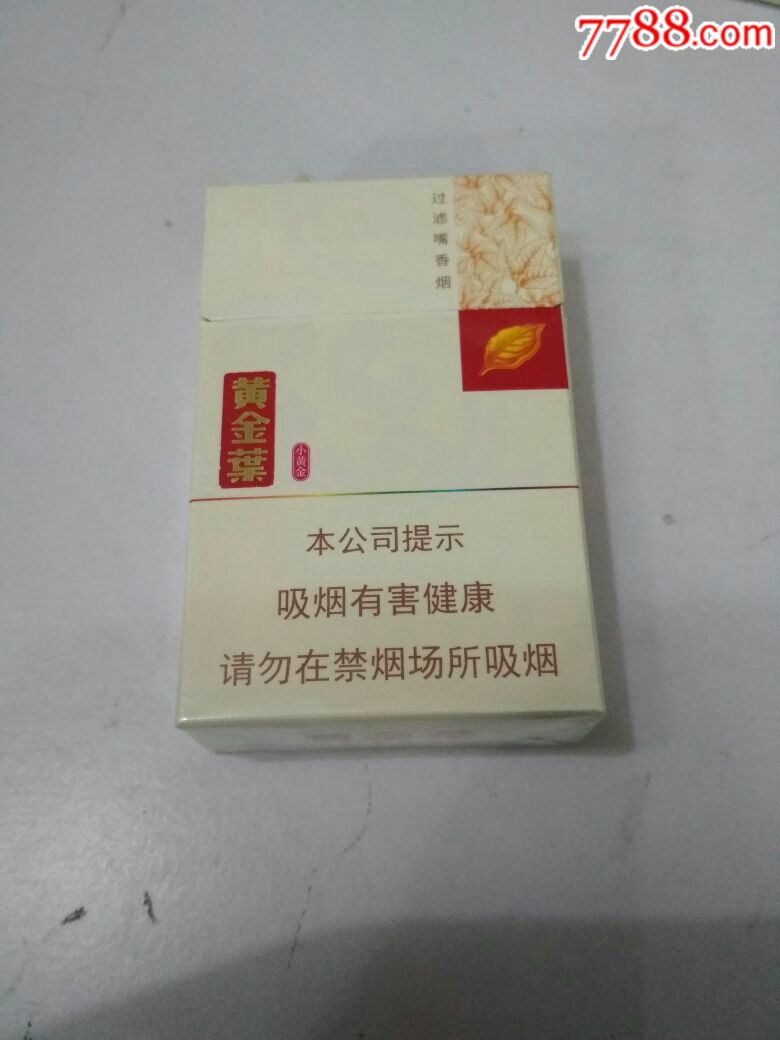 7788.com
过滤嘴香烟
黄金葉
小黄金
本公司提示
吸烟有害健康
请勿在禁烟场所吸烟